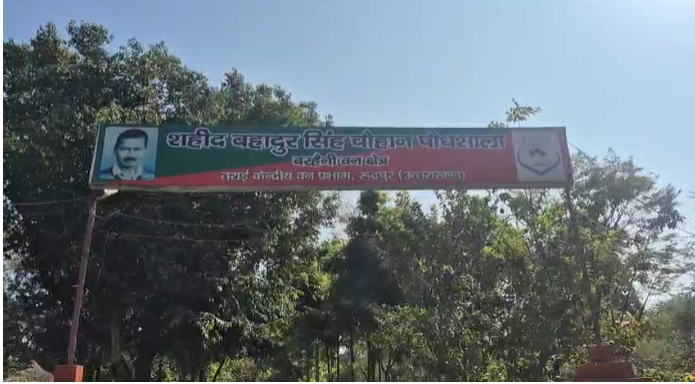 शहीद बहादुर सिंह चौहान पौधशाला
बरहैनी वन क्षेत्र
तराई केन्द्रीय वन प्रभाग, रूद्रपुर (उत्तराखण्ड)